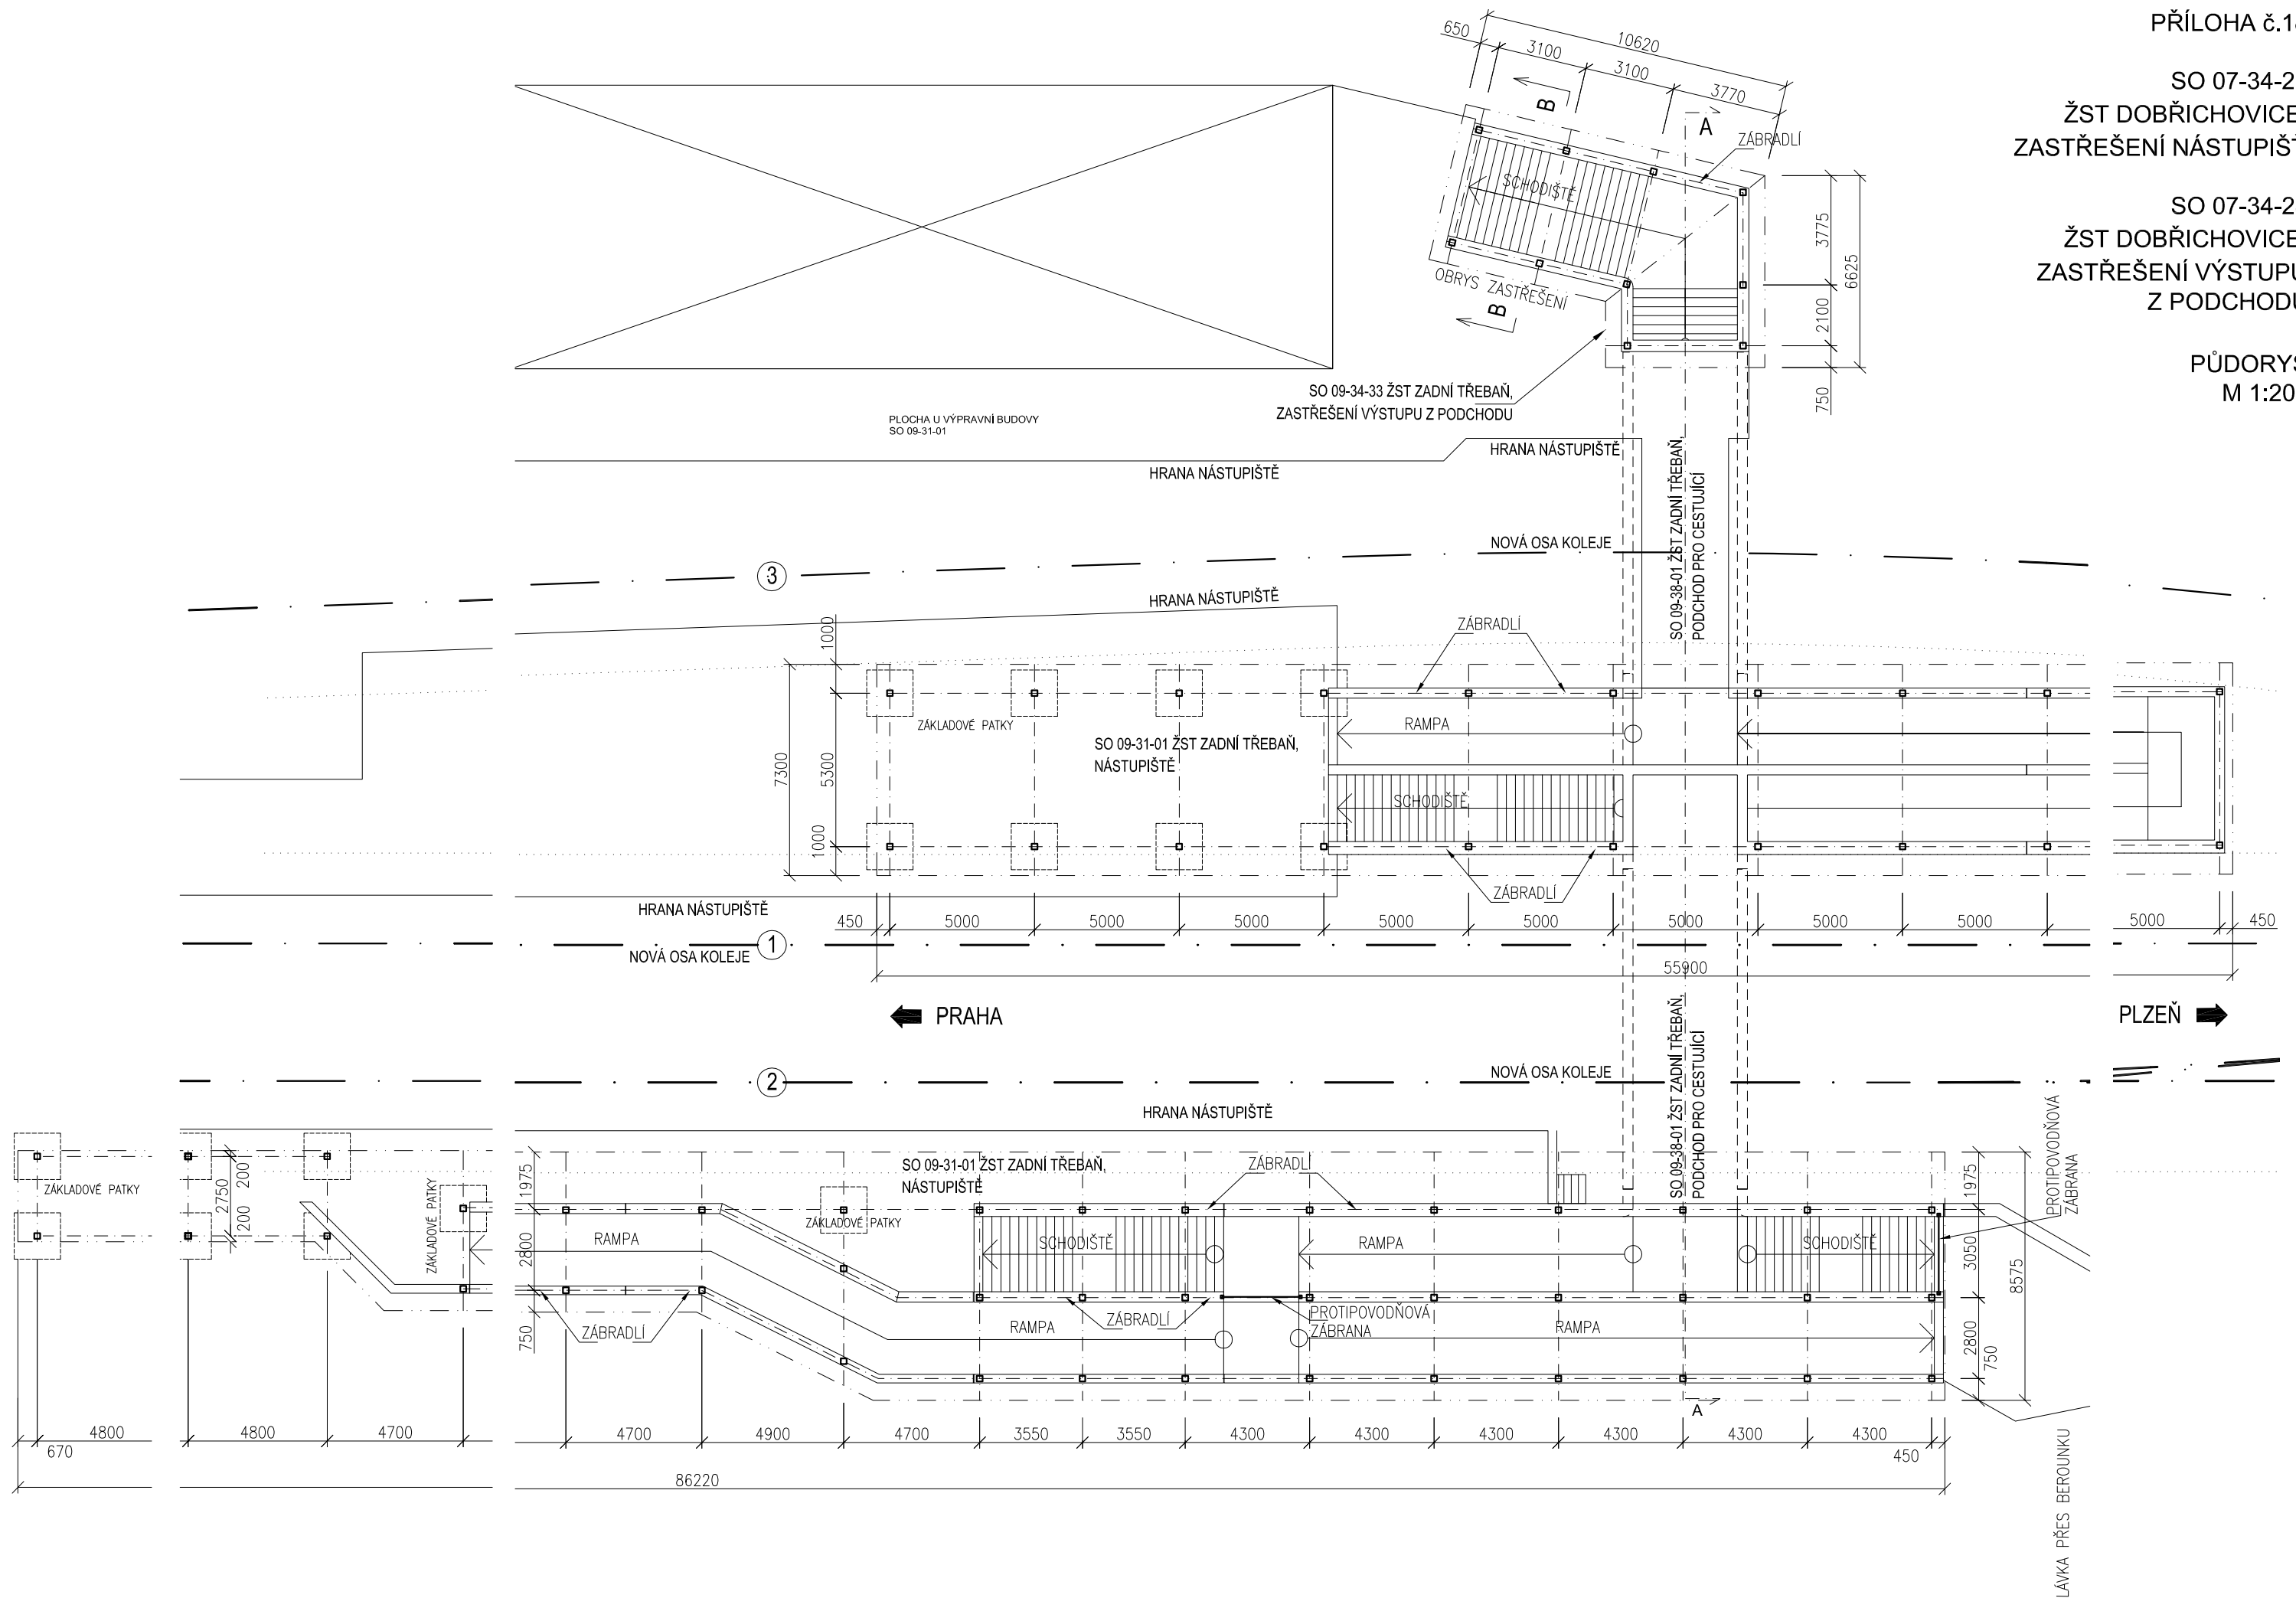 PŘÍLOHA č.1
SO 07-34-2
ŽST DOBŘICHOVICE
ZASTŘEŠENÍ NÁSTUPIŠŤ
SO 07-34-2
ŽST DOBŘICHOVICE
ZASTŘEŠENÍ VÝSTUPU
Z PODCHODU
PŮDORYS
M 1:20
650
10620
3100
3100
3770
B
A
ZÁBRADLÍ
SCHODIŠTĚ
3775
6625
2100
750
OBRYS ZASTŘEŠENÍ
B
SO 09-34-33 ŽST ZADNÍ TŘEBAŇ,
ZASTŘEŠENÍ VÝSTUPU Z PODCHODU
PLOCHA U VÝPRAVNÍ BUDOVY
SO 09-31-01
HRANA NÁSTUPIŠTĚ
HRANA NÁSTUPIŠTĚ
SO 09-38-01 ŽST ZADNÍ TŘEBAŇ,
PODCHOD PRO CESTUJÍCÍ
NOVÁ OSA KOLEJE
3
HRANA NÁSTUPIŠTĚ
1000
ZÁBRADLÍ
ZÁKLADOVÉ PATKY
RAMPA
SO 09-31-01 ŽST ZADNÍ TŘEBAŇ,
NÁSTUPIŠTĚ
7300
5300
SCHODIŠTĚ
1000
ZÁBRADLÍ
HRANA NÁSTUPIŠTĚ
450
5000
5000
5000
5000
5000
5000
5000
5000
5000
450
NOVÁ OSA KOLEJE
1
55900
PRAHA
PLZEŇ
SO 09-38-01 ŽST ZADNÍ TŘEBAŇ,
PODCHOD PRO CESTUJÍCÍ
NOVÁ OSA KOLEJE
2
HRANA NÁSTUPIŠTĚ
PROTIPOVODŇOVÁ
ZÁBRANA
ZÁKLADOVÉ PATKY
2750
200
200
ZÁKLADOVÉ PATKY
1975
2800
750
RAMPA
ZÁBRADLÍ
SO 09-31-01 ŽST ZADNÍ TŘEBAŇ,
NÁSTUPIŠTĚ
ZÁKLADOVÉ PATKY
ZÁBRADLÍ
SCHODIŠTĚ
RAMPA
SCHODIŠTĚ
1975
3050
8575
2800
750
RAMPA
ZÁBRADLÍ
PROTIPOVODŇOVÁ
ZÁBRANA
RAMPA
A
4800
670
4800
4700
4700
4900
4700
3550
3550
4300
4300
4300
4300
4300
4300
450
86220
LÁVKA PŘES BEROUNKU